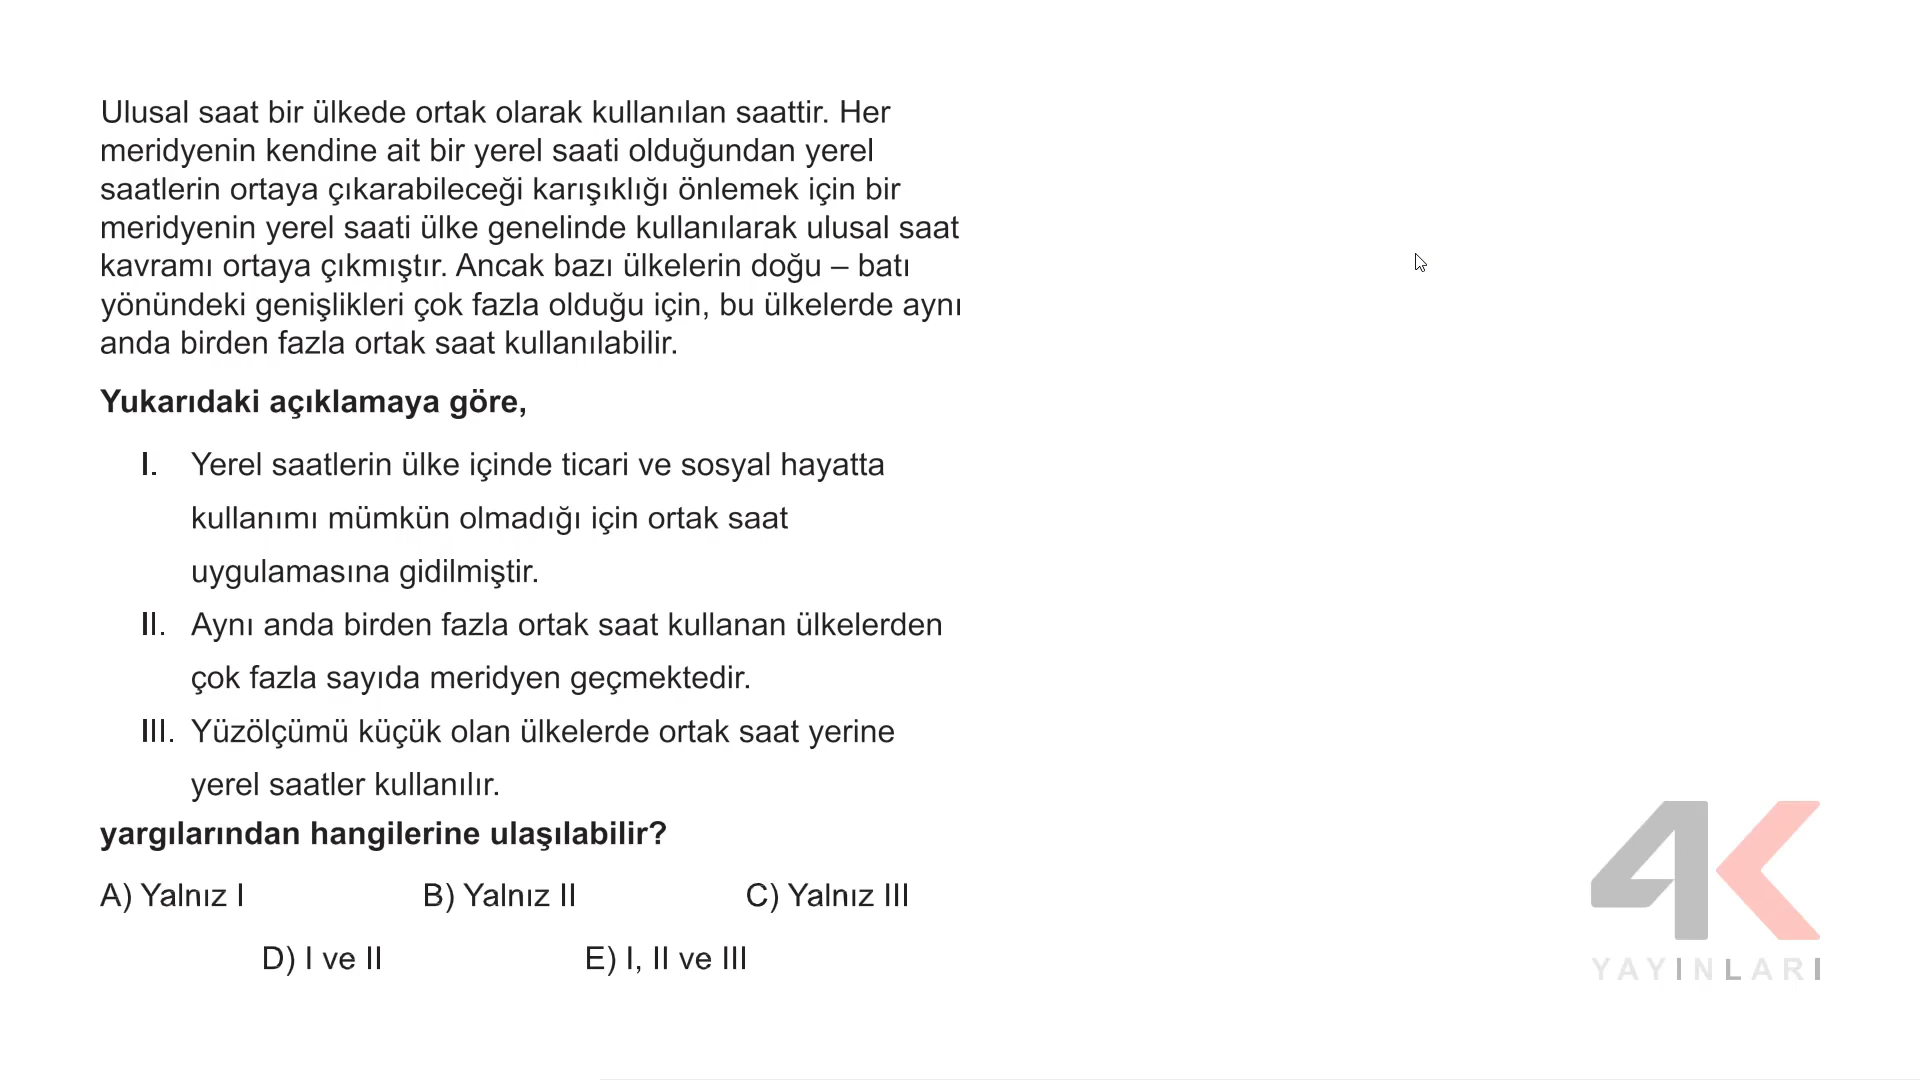 Ulusal saat bir ülkede ortak olarak kullanılan saattir. Her
meridyenin kendine ait bir yerel saati olduğundan yerel
saatlerin ortaya çıkarabileceği karışıklığı önlemek için bir
meridyenin yerel saati ülke genelinde kullanılarak ulusal saat
kavramı ortaya çıkmıştır. Ancak bazı ülkelerin doğu – batı
yönündeki genişlikleri çok fazla olduğu için, bu ülkelerde aynı
anda birden fazla ortak saat kullanılabilir.
Yukarıdaki açıklamaya göre,
I. Yerel saatlerin ülke içinde ticari ve sosyal hayatta
kullanımı mümkün olmadığı için ortak saat
uygulamasına gidilmiştir.
II. Aynı anda birden fazla ortak saat kullanan ülkelerden
çok fazla sayıda meridyen geçmektedir.
III. Yüzölçümü küçük olan ülkelerde ortak saat yerine
yerel saatler kullanılır.
yargılarından hangilerine ulaşılabilir?
A) Yalnız I B) Yalnız II C) Yalnız III
D) I ve II E) I, II ve III
4K
YAYINLARI